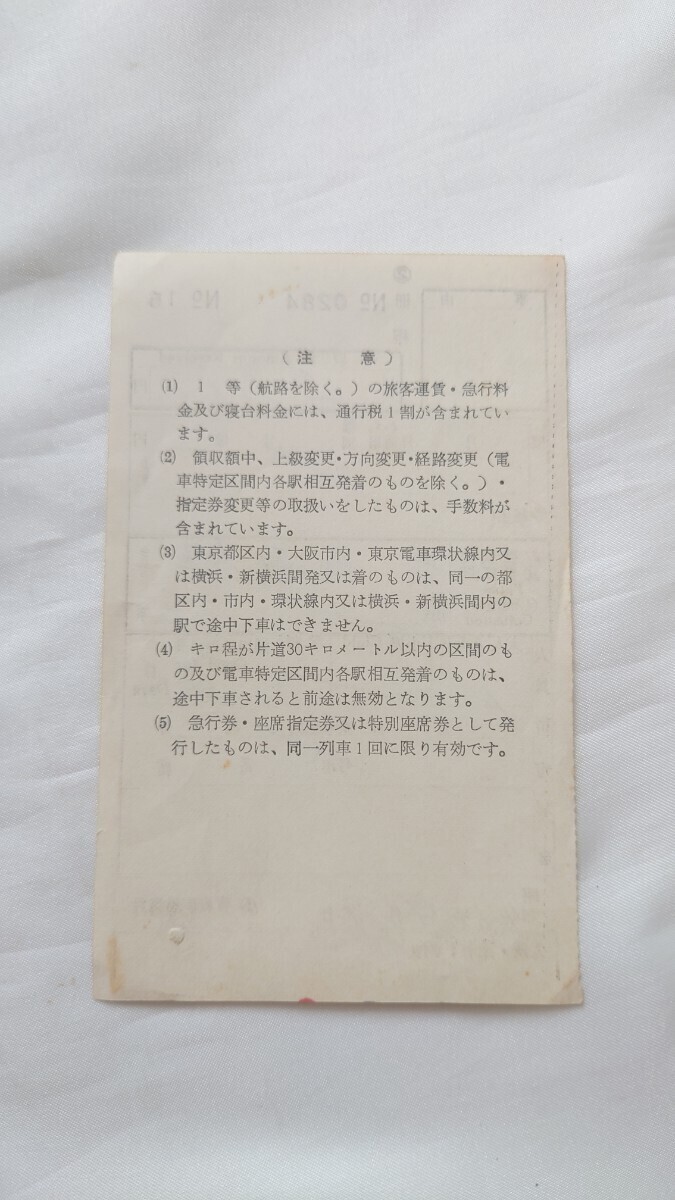 （注　　意）
⑴　1　等（航路を除く。）の旅客運賃・急行料
金及び寝台料金には、通行税1割が含まれてい
ます。
⑵　領収額中、上級変更・方向変更・経路変更（電
車特定区間内各駅相互発着のものを除く。）・
指定券変更等の取扱いをしたものは、手数料が
含まれています。
⑶　東京都区内・大阪市内・東京電車環状線内又
は横浜・新横浜間発又は着のものは、同一の都
区内・市内・環状線内又は横浜・新横浜間内の
駅で途中下車はできません。
⑷　キロ程が片道30キロメートル以内の区間のも
の及び電車特定区間内各駅相互発着のものは、
途中下車されると前途は無効となります。
⑸　急行券・座席指定券又は特別座席券として発
行したものは、同一列車1回に限り有効です。